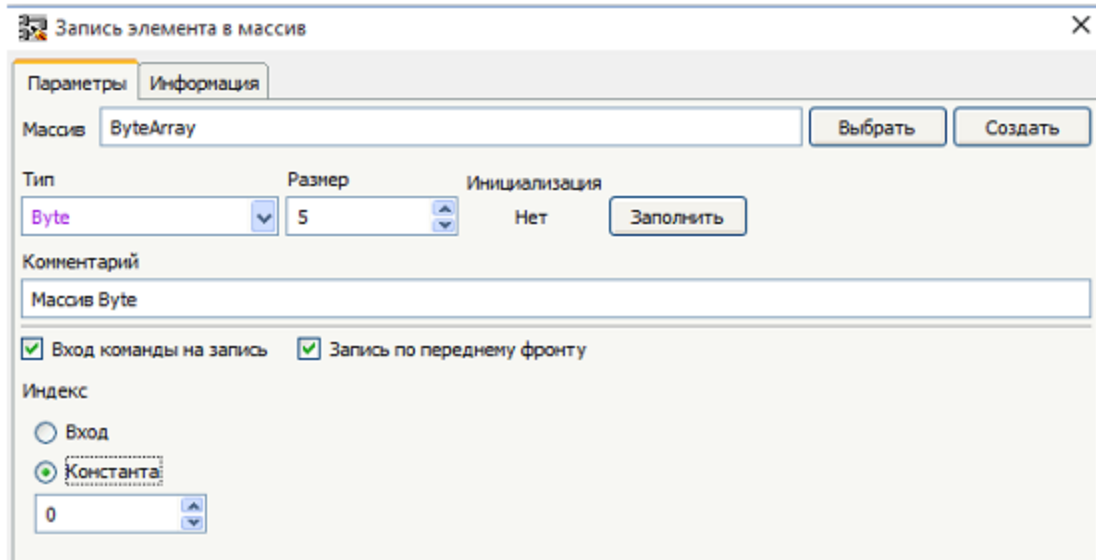 Запись элемента в массив
Параметры Информация
Массив ByteArray Выбрать Создать
Тип Размер Инициализация
Byte 5 Нет Заполнить
Комментарий
Массив Byte
Вход команды на запись Запись по переднему фронту
Индекс
Вход
Константа
0